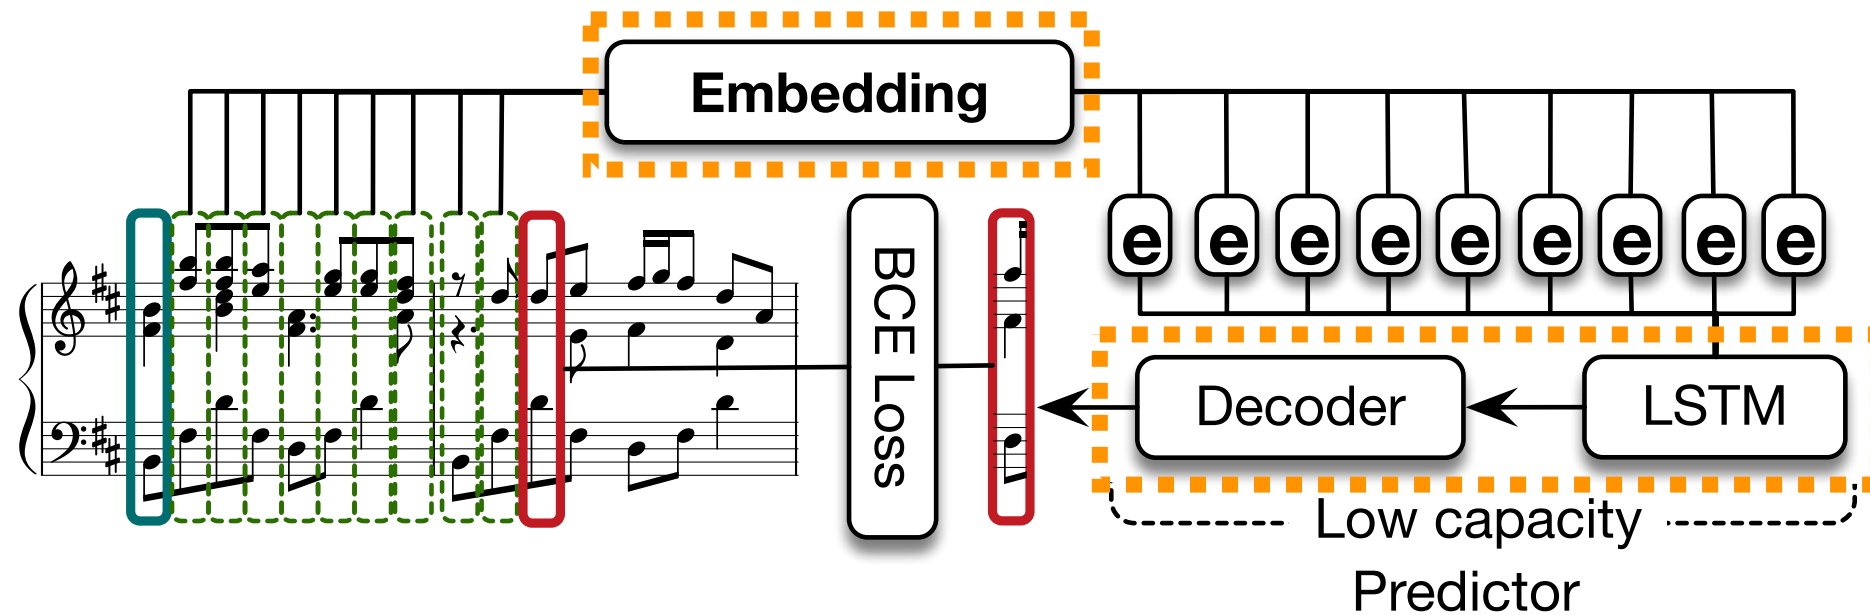 Embedding
e e e e e e e e e
BCE Loss
Decoder
LSTM
Low capacity
Predictor